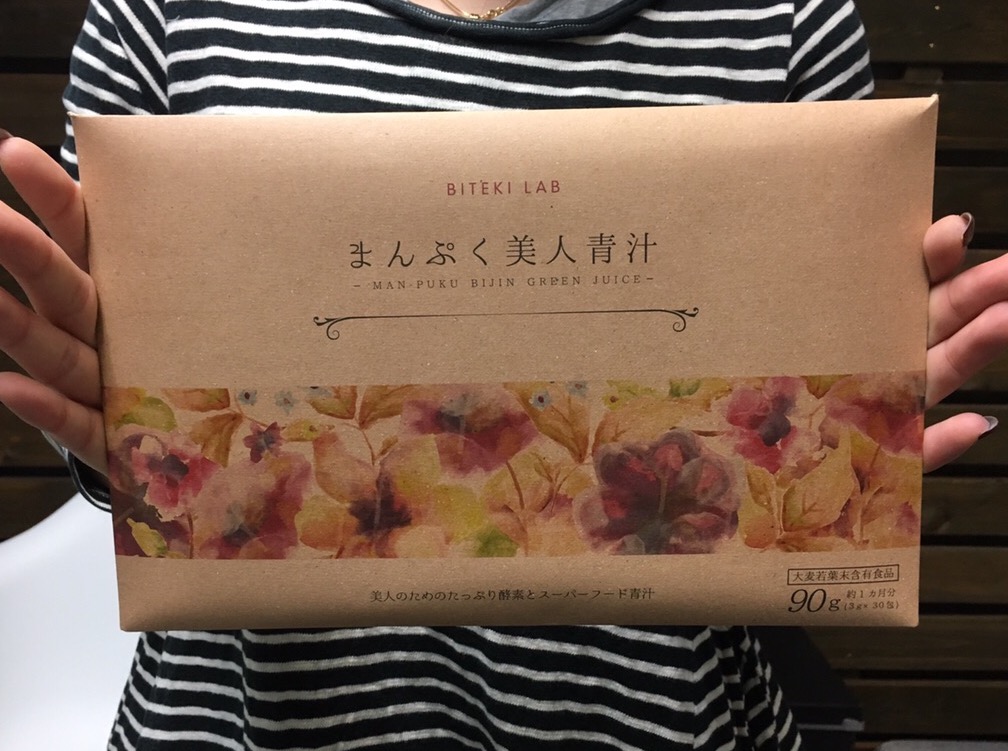 BITEKI LAB
まんぷく美人青汁
- MAN-PUKU BIJIN GREEN JUICE -
美人のためのたっぷり酵素とスーパーフード青汁
大麦若葉末含有食品
90g 約1カ月分
(3g×30包)